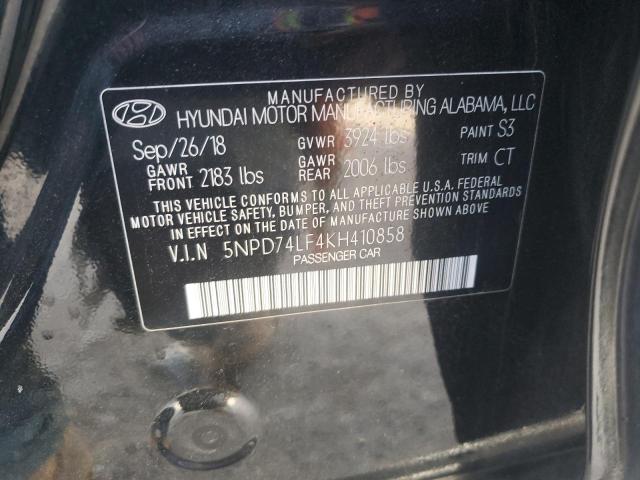 MANUFACTURED BY
HYUNDAI MOTOR MANUFACTURING ALABAMA, LLC
Sep/26/18 GVWR 3924 lbs PAINT S3
GAWR FRONT 2183 lbs GAWR REAR 2006 lbs TRIM CT
THIS VEHICLE CONFORMS TO ALL APPLICABLE U.S.A. FEDERAL
MOTOR VEHICLE SAFETY, BUMPER, AND THEFT PREVENTION STANDARDS
IN EFFECT ON THE DATE OF MANUFACTURE SHOWN ABOVE.
V.I.N 5NPD74LF4KH410858
PASSENGER CAR